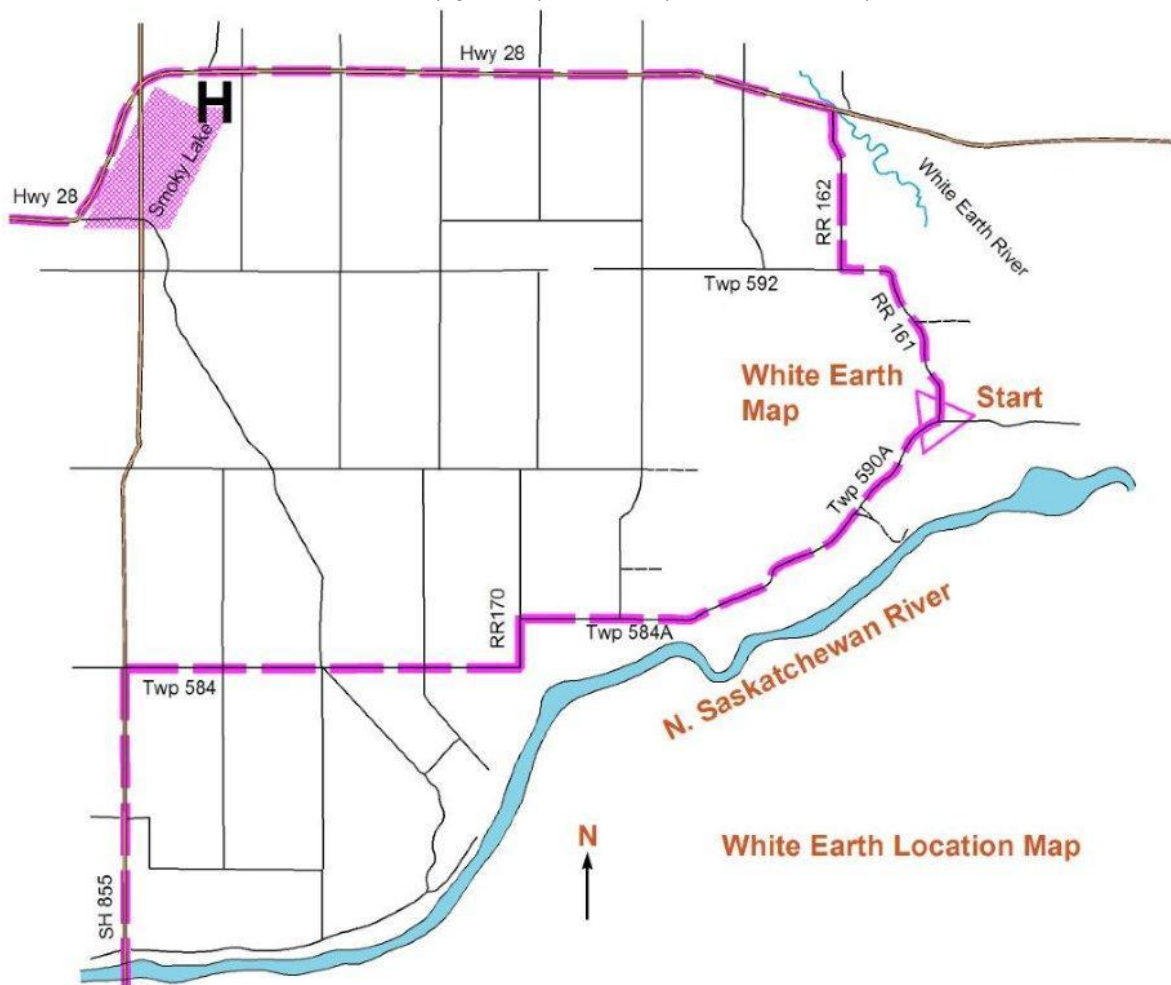 Hwy 28
H
Smoky Lake
Hwy 28
White Earth River
RR 162
Twp 592
RR 161
White Earth
Map
Start
Twp 590A
RR170
Twp 584A
Twp 584
N. Saskatchewan River
N
White Earth Location Map
SH 855